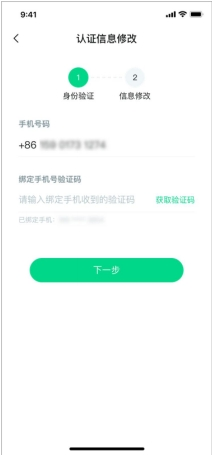 9:41
认证信息修改
1
2
身份验证
信息修改
手机号码
+86
绑定手机号验证码
请输入绑定手机收到的验证码
获取验证码
已绑定手机:
下一步